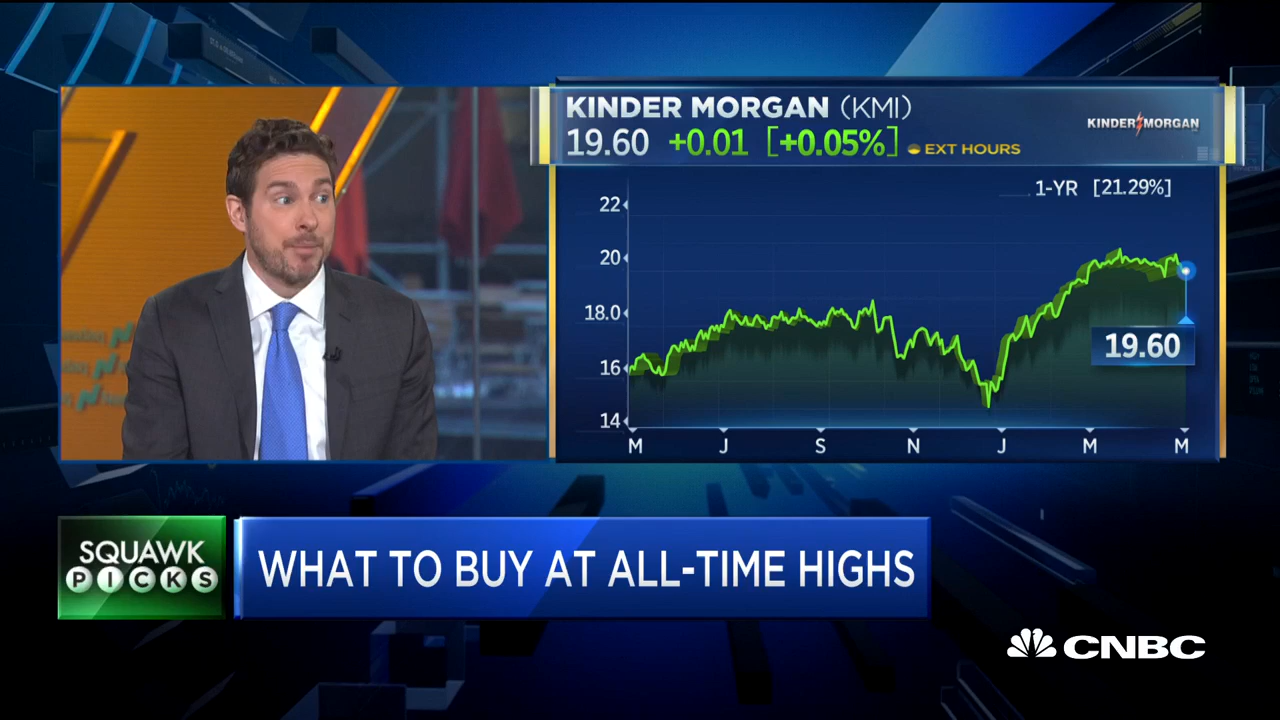 KINDER MORGAN (KMI)
19.60 +0.01 [+0.05%] EXT HOURS
KINDER MORGAN
1-YR [21.29%]
22
20
18.0
16
14
19.60
M J S N J M M
SQUAWK
PICKS
WHAT TO BUY AT ALL-TIME HIGHS
CNBC